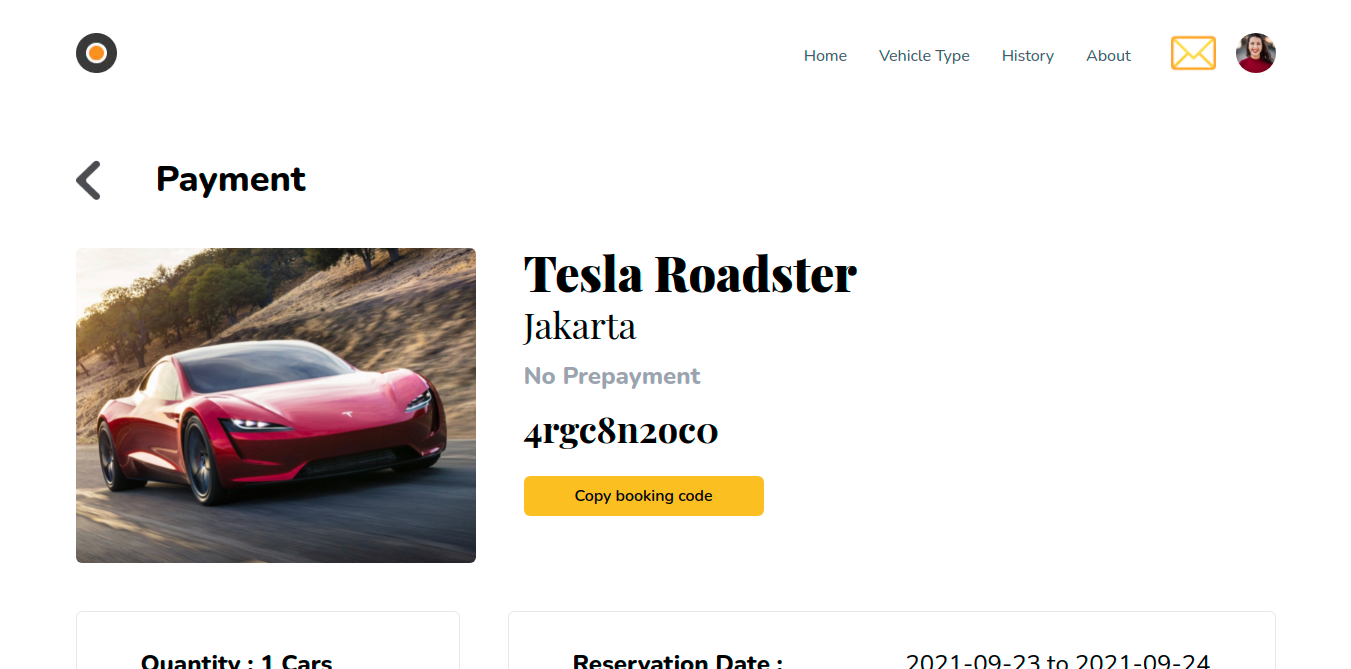 Home Vehicle Type History About
Payment
Tesla Roadster
Jakarta
No Prepayment
4rgc8n20c0
Copy booking code
Quantity : 1 Cars
Reservation Date : 2021-09-23 to 2021-09-24